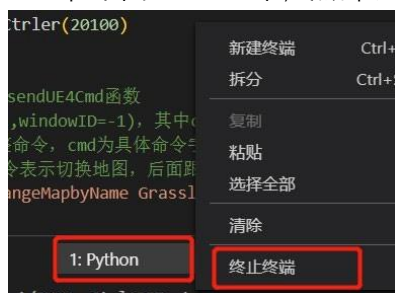 Ctrler(20100)
新建终端 Ctrl+
拆分 Ctrl+S
sendUE4Cmd函数
,windowID=-1), 其中
复制
命令, cmd为具体命令
粘贴
令表示切换地图, 后面
选择全部
angeMapbyName Grassl
清除
1: Python
终止终端